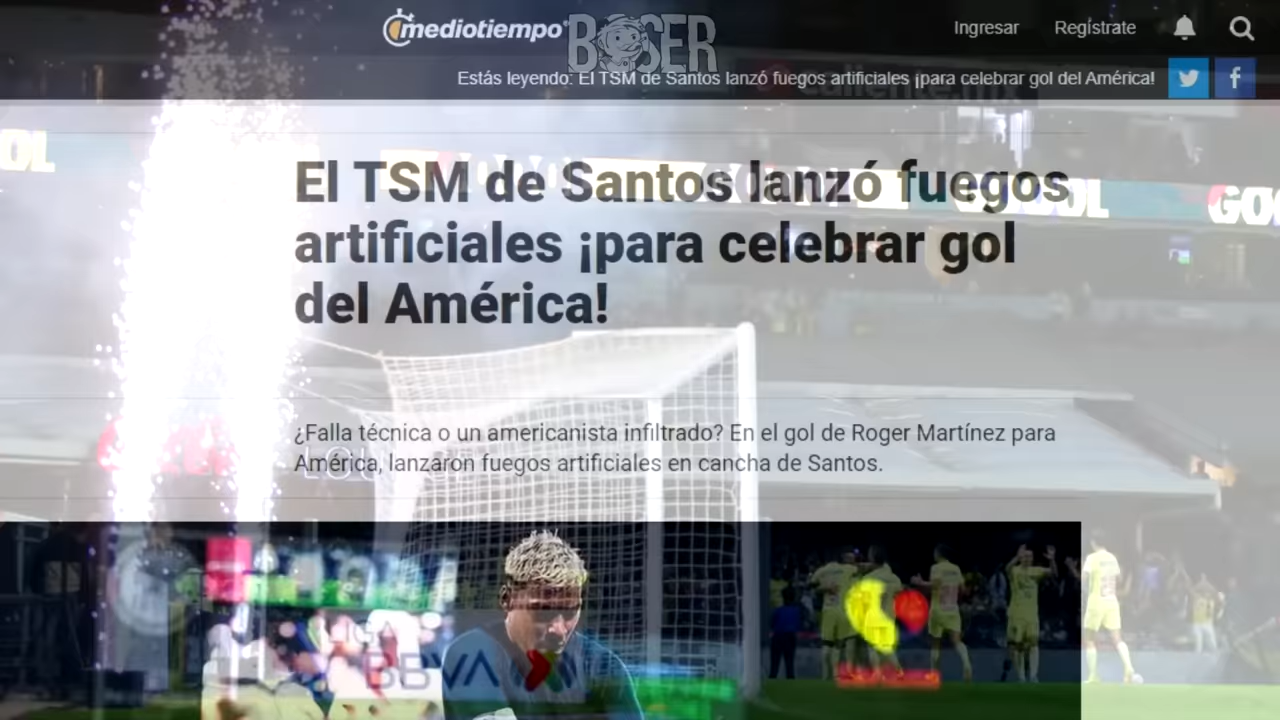 mediotiempo
BOSER
Ingresar
Regístrate
Estás leyendo: El TSM de Santos lanzó fuegos artificiales ¡para celebrar gol del América!
El TSM de Santos lanzó fuegos
artificiales ¡para celebrar gol
del América!
¿Falla técnica o un americanista infiltrado? En el gol de Roger Martínez para
América, lanzaron fuegos artificiales en cancha de Santos.
BBVA